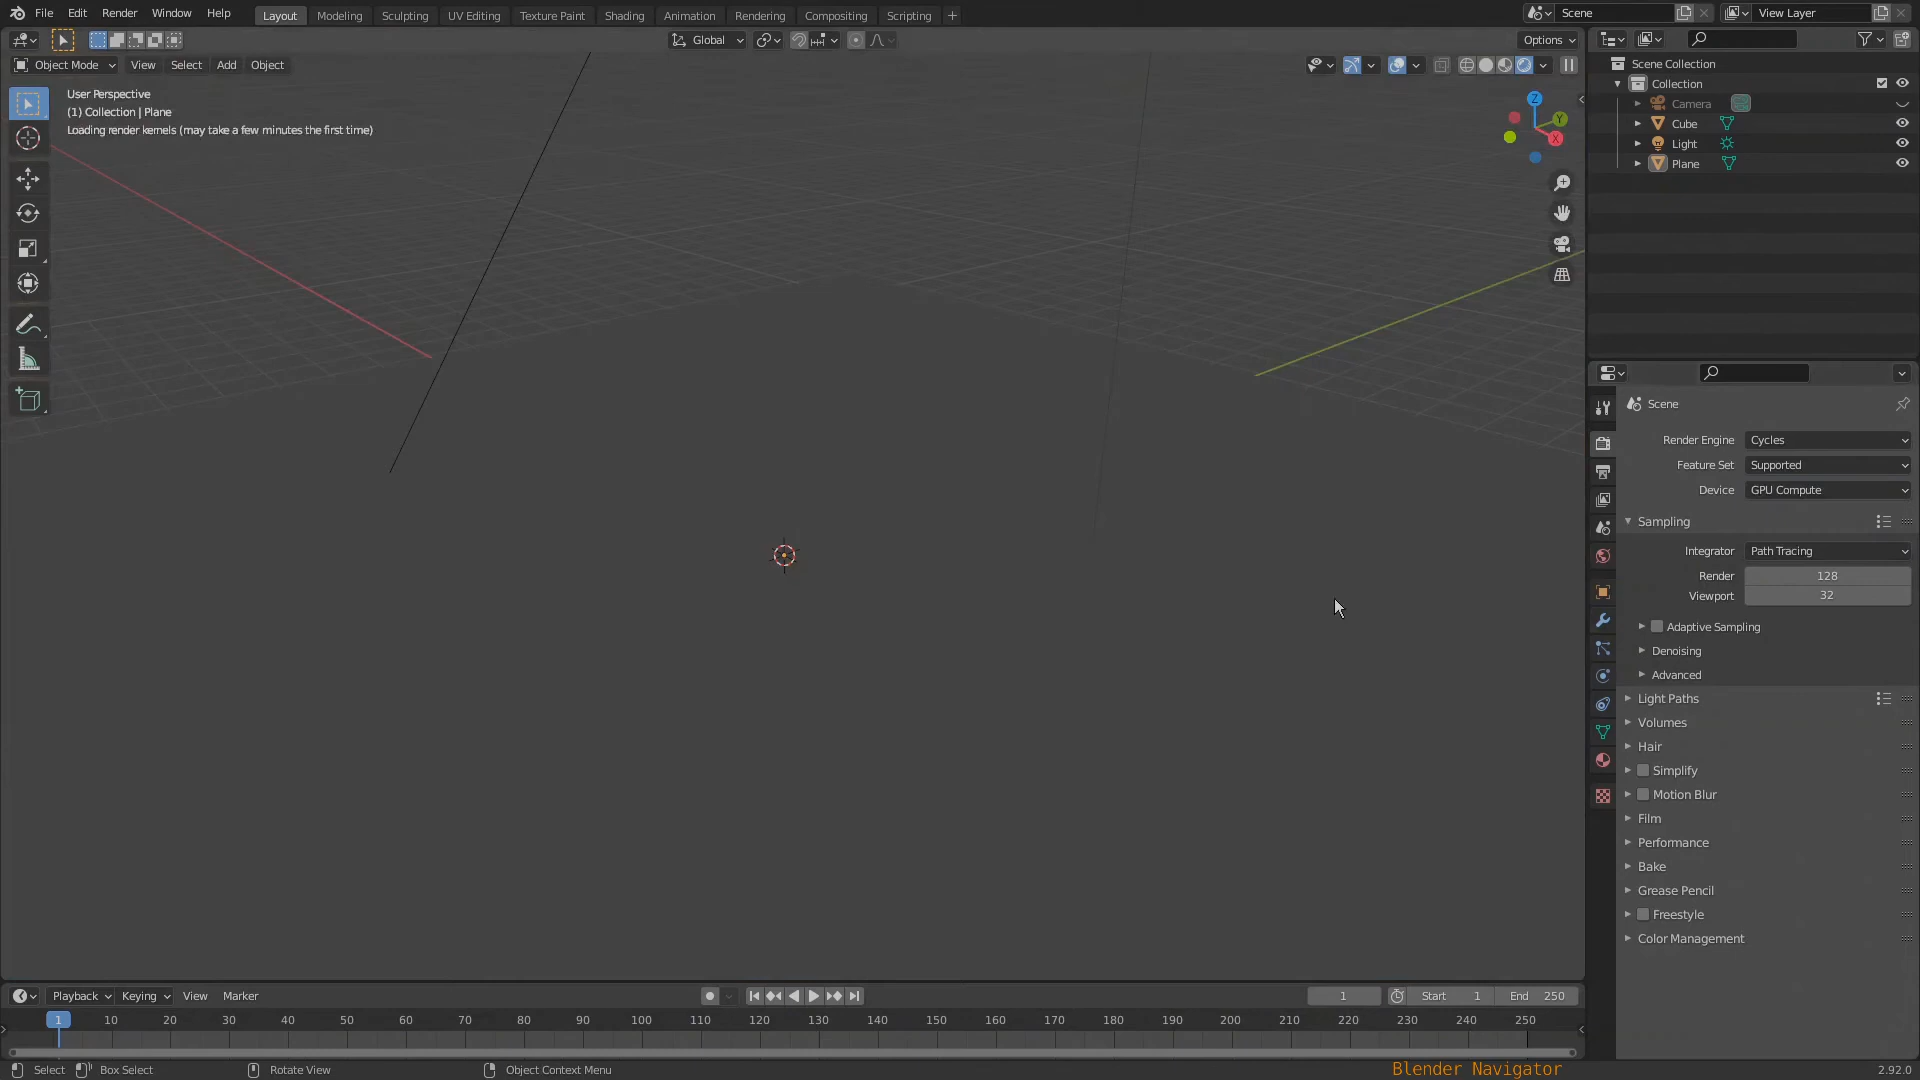 File Edit Render Window Help Layout Modeling Sculpting UV Editing Texture Paint Shading Animation Rendering Compositing Scripting + Scene View Layer
Global Options
Object Mode View Select Add Object
User Perspective
(1) Collection | Plane
Loading render kernels (may take a few minutes the first time)
Z
Y
X
Scene Collection
Collection
Camera
Cube
Light
Plane
Scene
Render Engine Cycles
Feature Set Supported
Device GPU Compute
Sampling
Integrator Path Tracing
Render 128
Viewport 32
Adaptive Sampling
Denoising
Advanced
Light Paths
Volumes
Hair
Simplify
Motion Blur
Film
Performance
Bake
Grease Pencil
Freestyle
Color Management
Playback Keying View Marker 1 Start 1 End 250
1 10 20 30 40 50 60 70 80 90 100 110 120 130 140 150 160 170 180 190 200 210 220 230 240 250
Select Box Select Rotate View Object Context Menu Blender Navigator 2.92.0